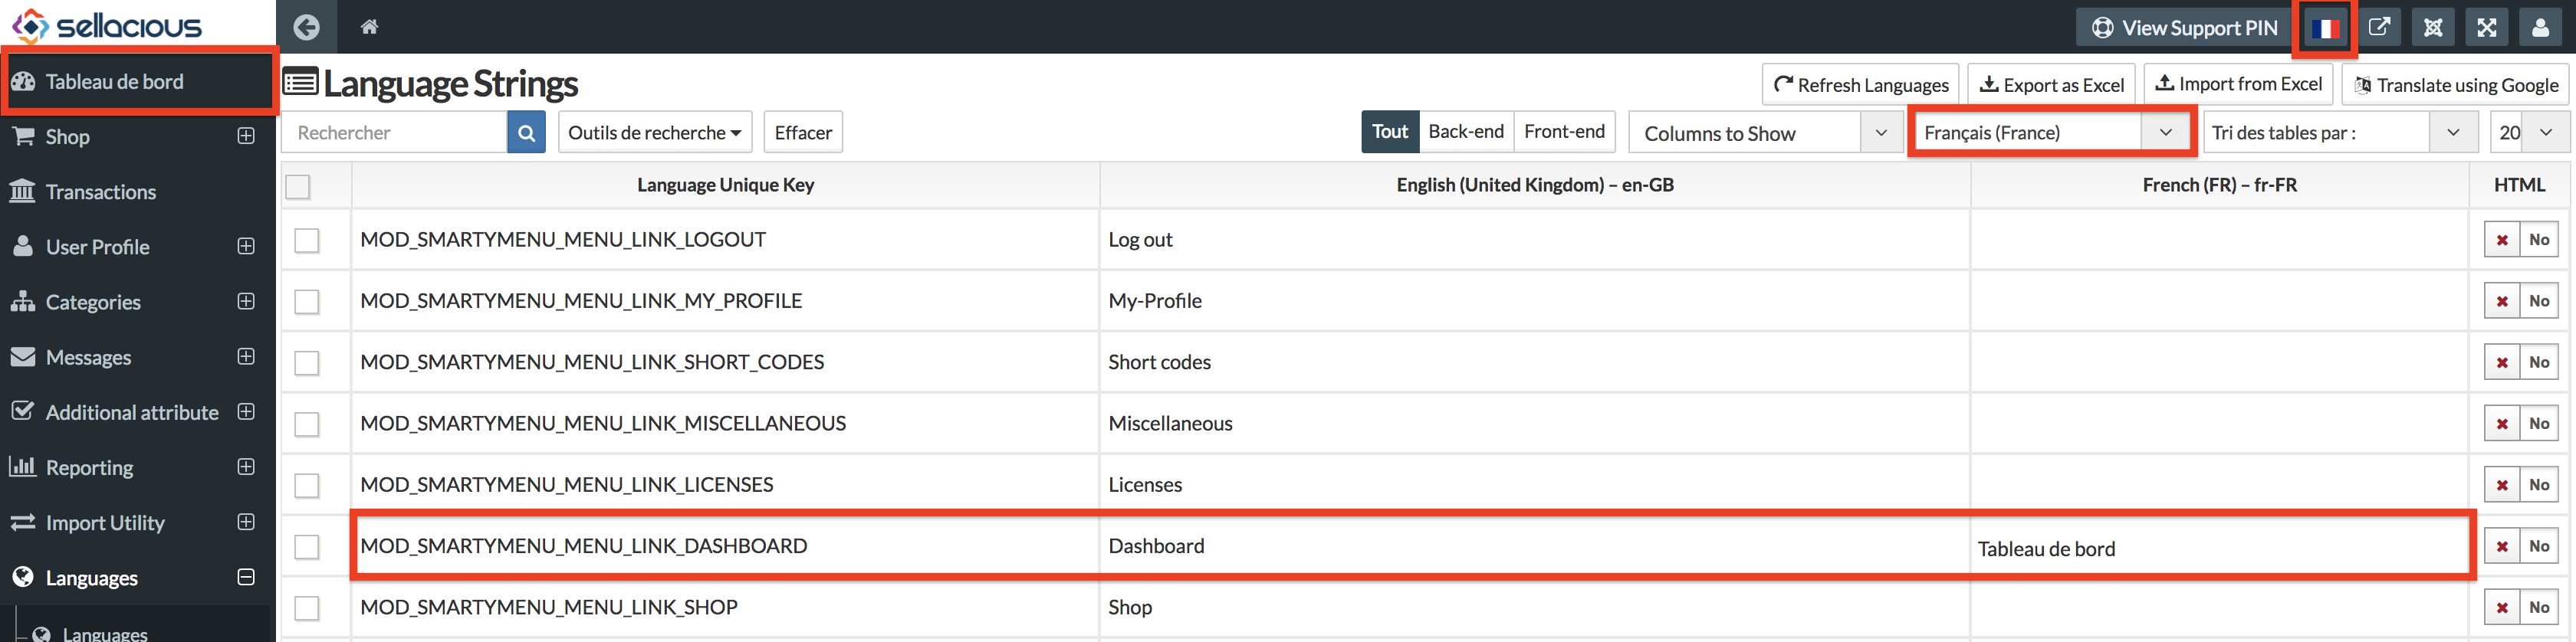 sellacious
View Support PIN
Tableau de bord
Shop
Transactions
User Profile
Categories
Messages
Additional attribute
Reporting
Import Utility
Languages
Languages
Language Strings
Refresh Languages
Export as Excel
Import from Excel
Translate using Google
Rechercher
Outils de recherche
Effacer
Tout
Back-end
Front-end
Columns to Show
Français (France)
Tri des tables par :
20
Language Unique Key
English (United Kingdom) – en-GB
French (FR) – fr-FR
HTML
MOD_SMARTYMENU_MENU_LINK_LOGOUT
Log out
No
MOD_SMARTYMENU_MENU_LINK_MY_PROFILE
My-Profile
No
MOD_SMARTYMENU_MENU_LINK_SHORT_CODES
Short codes
No
MOD_SMARTYMENU_MENU_LINK_MISCELLANEOUS
Miscellaneous
No
MOD_SMARTYMENU_MENU_LINK_LICENSES
Licenses
No
MOD_SMARTYMENU_MENU_LINK_DASHBOARD
Dashboard
Tableau de bord
No
MOD_SMARTYMENU_MENU_LINK_SHOP
Shop
No